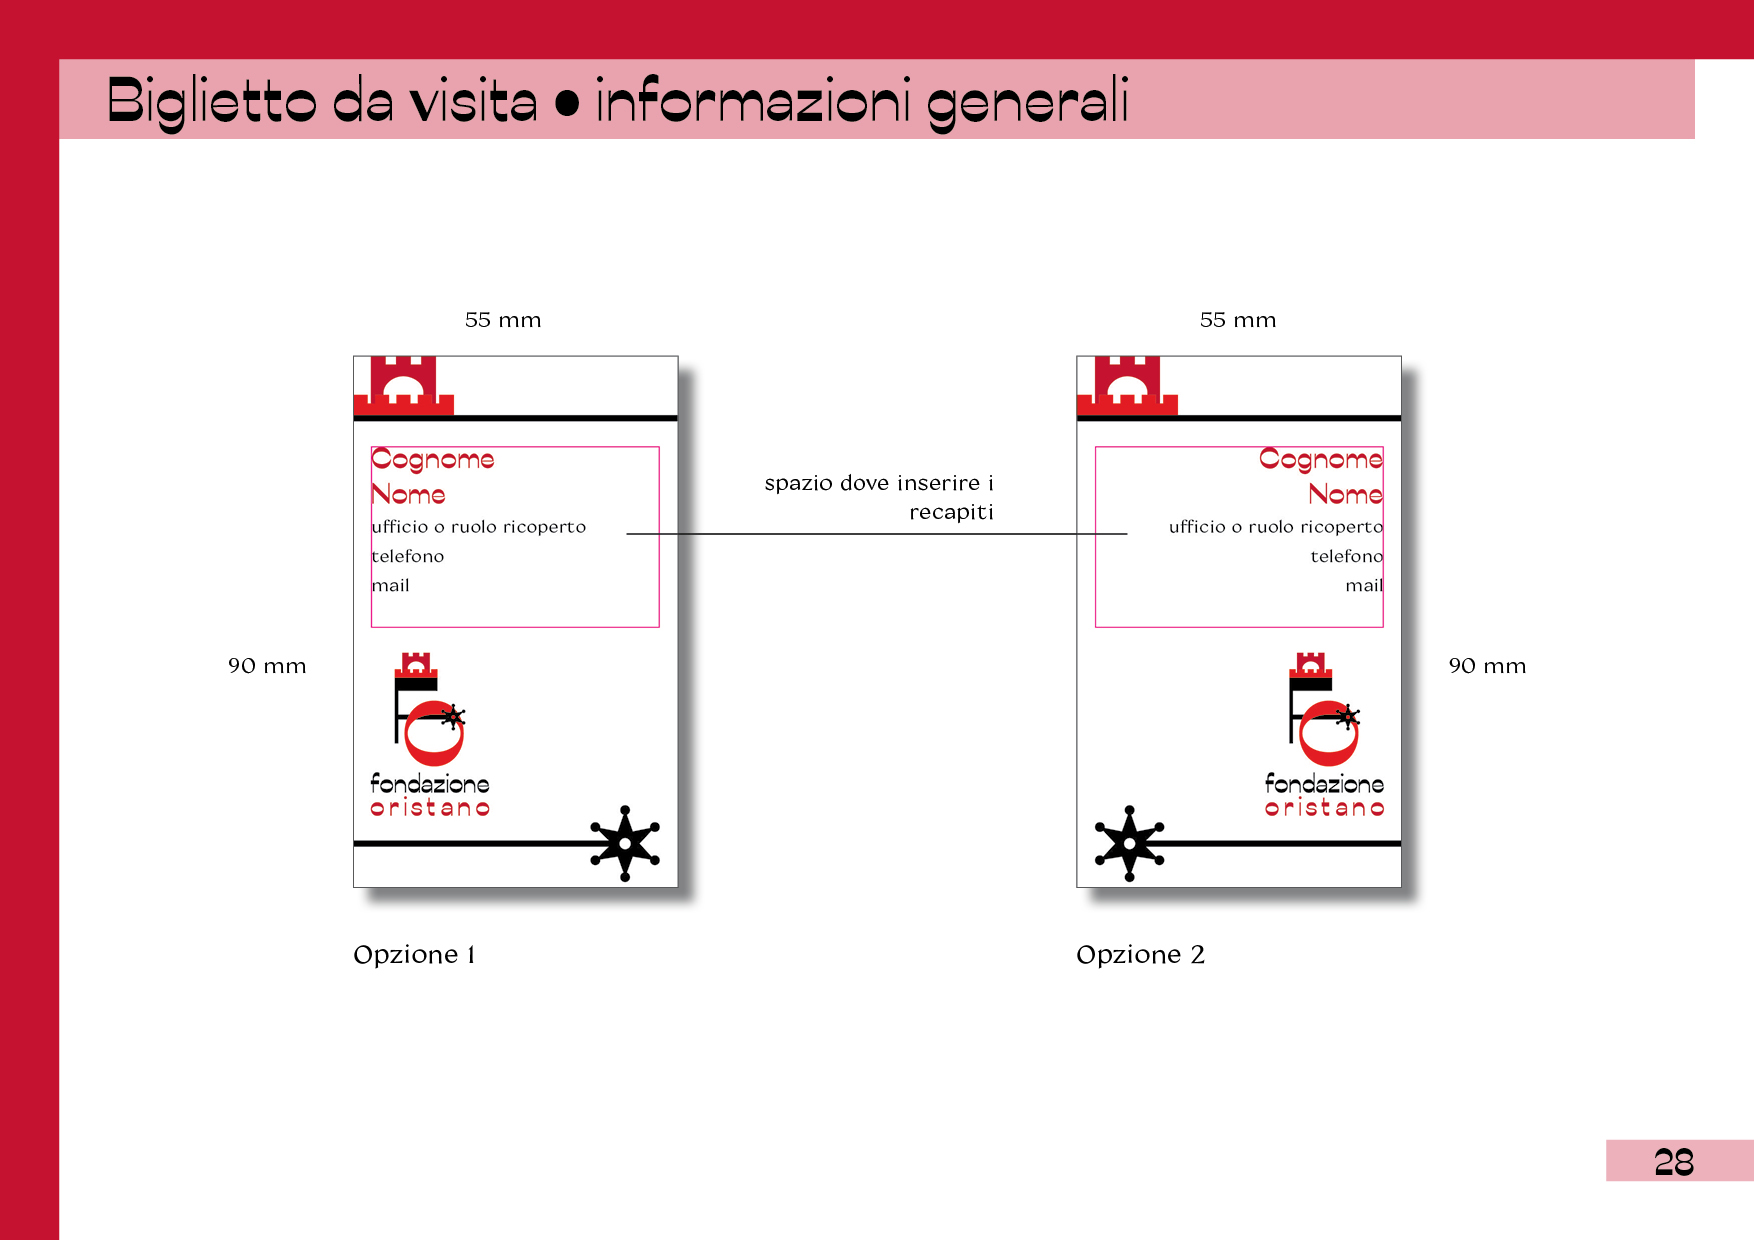 Biglietto da visita • informazioni generali
55 mm
55 mm
Cognome
Nome
ufficio o ruolo ricoperto
telefono
mail
spazio dove inserire i
recapiti
Cognome
Nome
ufficio o ruolo ricoperto
telefono
mail
90 mm
90 mm
fondazione
oristano
fondazione
oristano
Opzione 1
Opzione 2
28